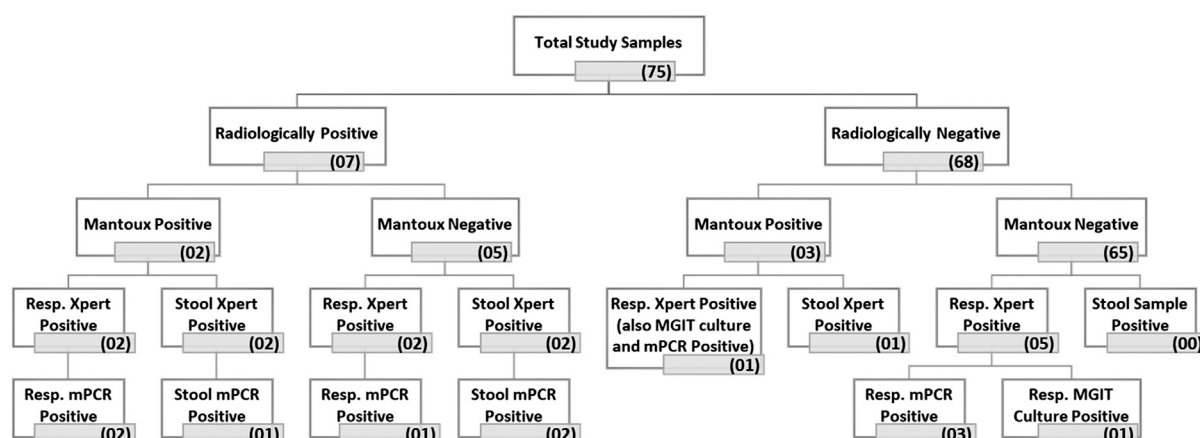 Total Study Samples
(75)
Radiologically Positive
(07)
Radiologically Negative
(68)
Mantoux Positive
(02)
Mantoux Negative
(05)
Mantoux Positive
(03)
Mantoux Negative
(65)
Resp. Xpert
Positive
(02)
Stool Xpert
Positive
(02)
Resp. Xpert
Positive
(02)
Stool Xpert
Positive
(02)
Resp. Xpert Positive
(also MGIT culture
and mPCR Positive)
(01)
Stool Xpert
Positive
(01)
Resp. Xpert
Positive
(05)
Stool Sample
Positive
(00)
Resp. mPCR
Positive
(02)
Stool mPCR
Positive
(01)
Resp. mPCR
Positive
(01)
Stool mPCR
Positive
(02)
Resp. mPCR
Positive
(03)
Resp. MGIT
Culture Positive
(01)